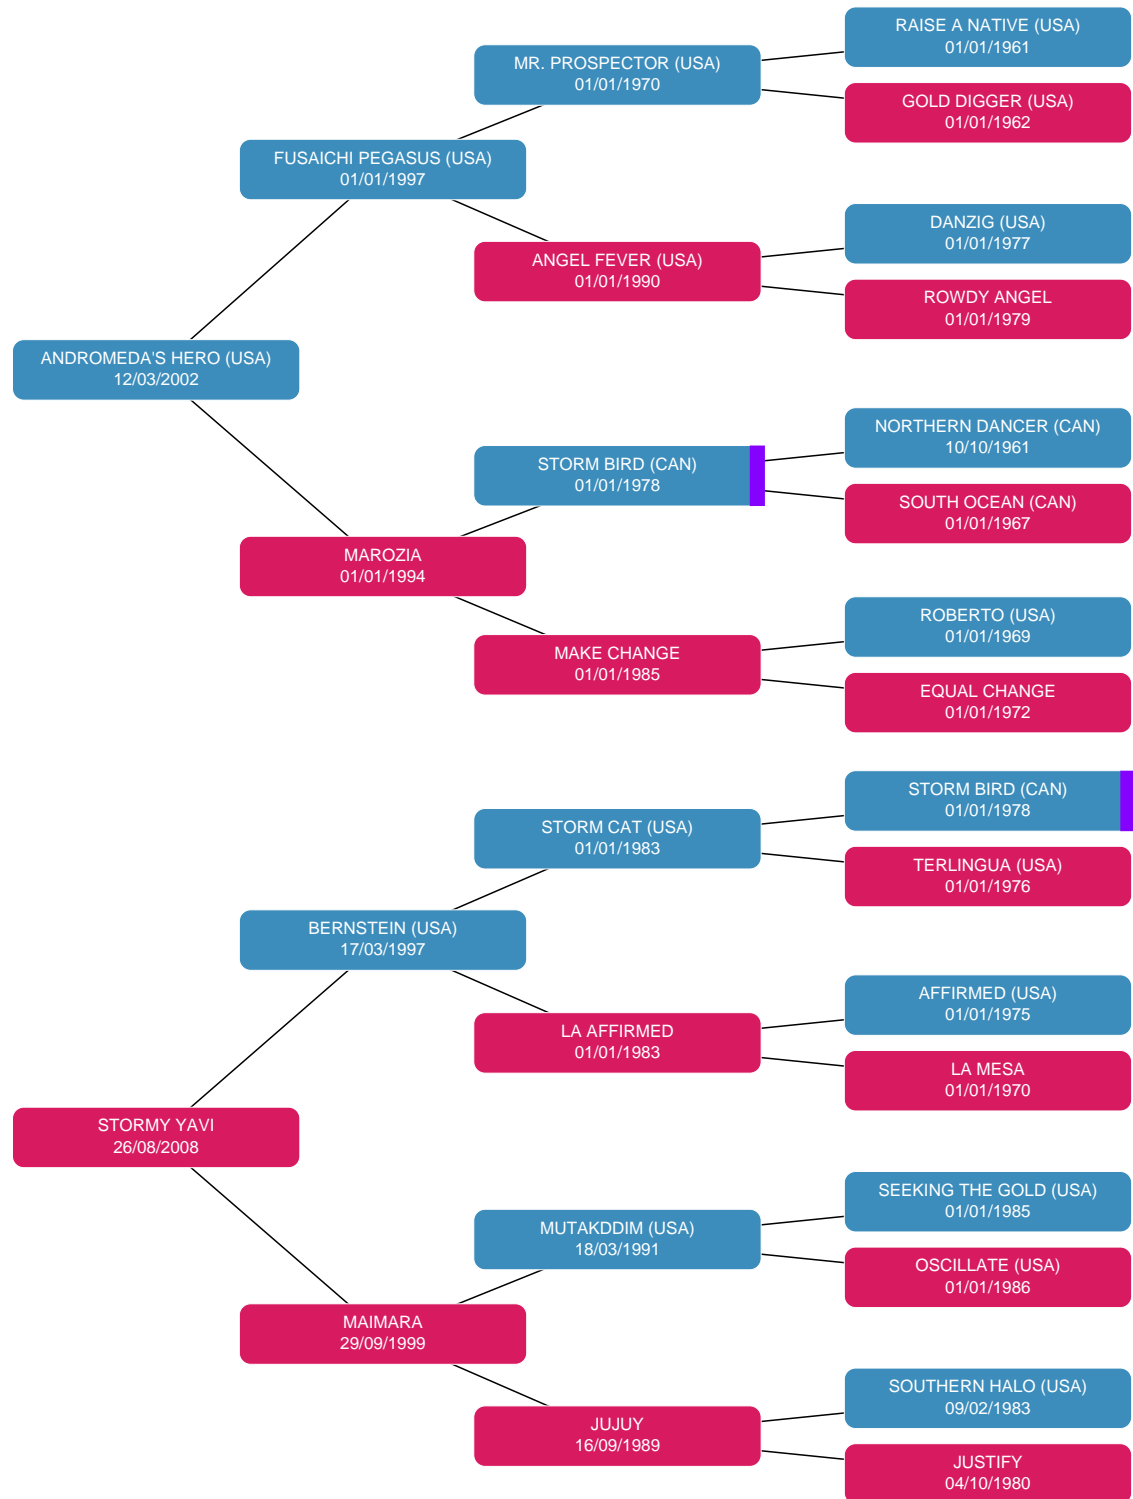 RAISE A NATIVE (USA)
01/01/1961
MR. PROSPECTOR (USA)
01/01/1970
GOLD DIGGER (USA)
01/01/1962
FUSAICHI PEGASUS (USA)
01/01/1997
DANZIG (USA)
01/01/1977
ANGEL FEVER (USA)
01/01/1990
ROWDY ANGEL
01/01/1979
ANDROMEDA'S HERO (USA)
12/03/2002
NORTHERN DANCER (CAN)
10/10/1961
STORM BIRD (CAN)
01/01/1978
SOUTH OCEAN (CAN)
01/01/1967
MAROZIA
01/01/1994
ROBERTO (USA)
01/01/1969
MAKE CHANGE
01/01/1985
EQUAL CHANGE
01/01/1972
STORM BIRD (CAN)
01/01/1978
STORM CAT (USA)
01/01/1983
TERLINGUA (USA)
01/01/1976
BERNSTEIN (USA)
17/03/1997
AFFIRMED (USA)
01/01/1975
LA AFFIRMED
01/01/1983
LA MESA
01/01/1970
STORMY YAVI
26/08/2008
SEEKING THE GOLD (USA)
01/01/1985
MUTAKDDIM (USA)
18/03/1991
OSCILLATE (USA)
01/01/1986
MAIMARA
29/09/1999
SOUTHERN HALO (USA)
09/02/1983
JUJUY
16/09/1989
JUSTIFY
04/10/1980